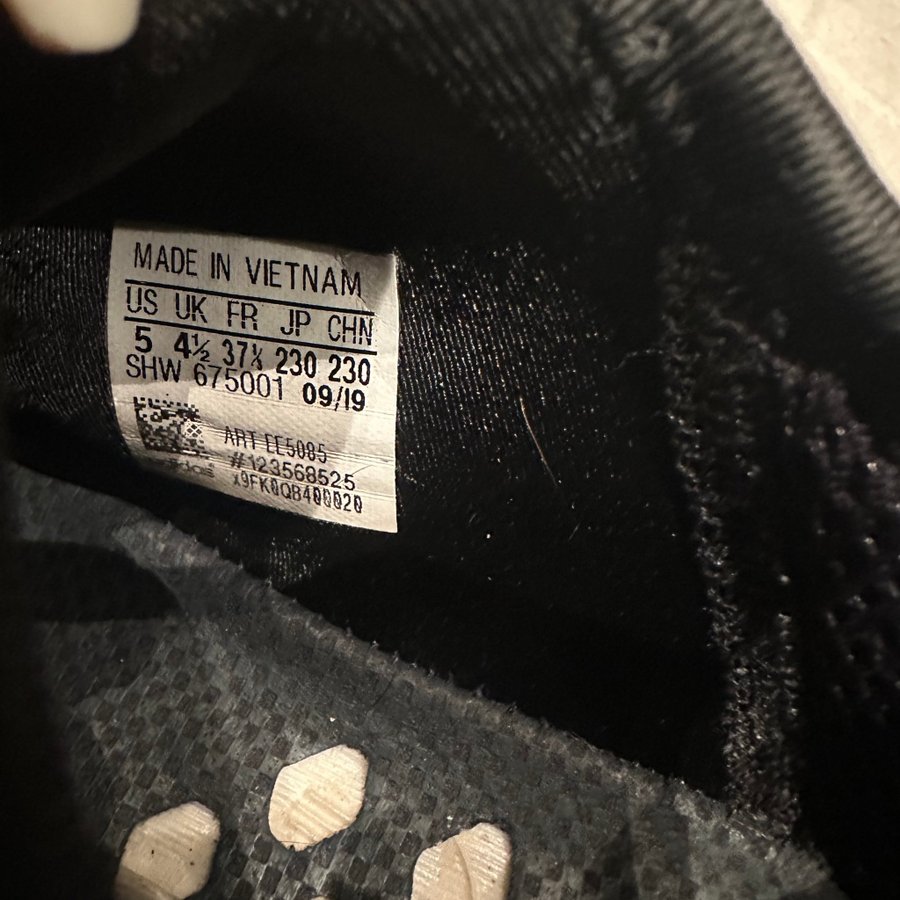 MADE IN VIETNAM
US UK FR JP CHN
5 4½ 37⅓ 230 230
SHW 675001 09/19
ART EE5085
#123568525
adidas
x9FK0QB400020